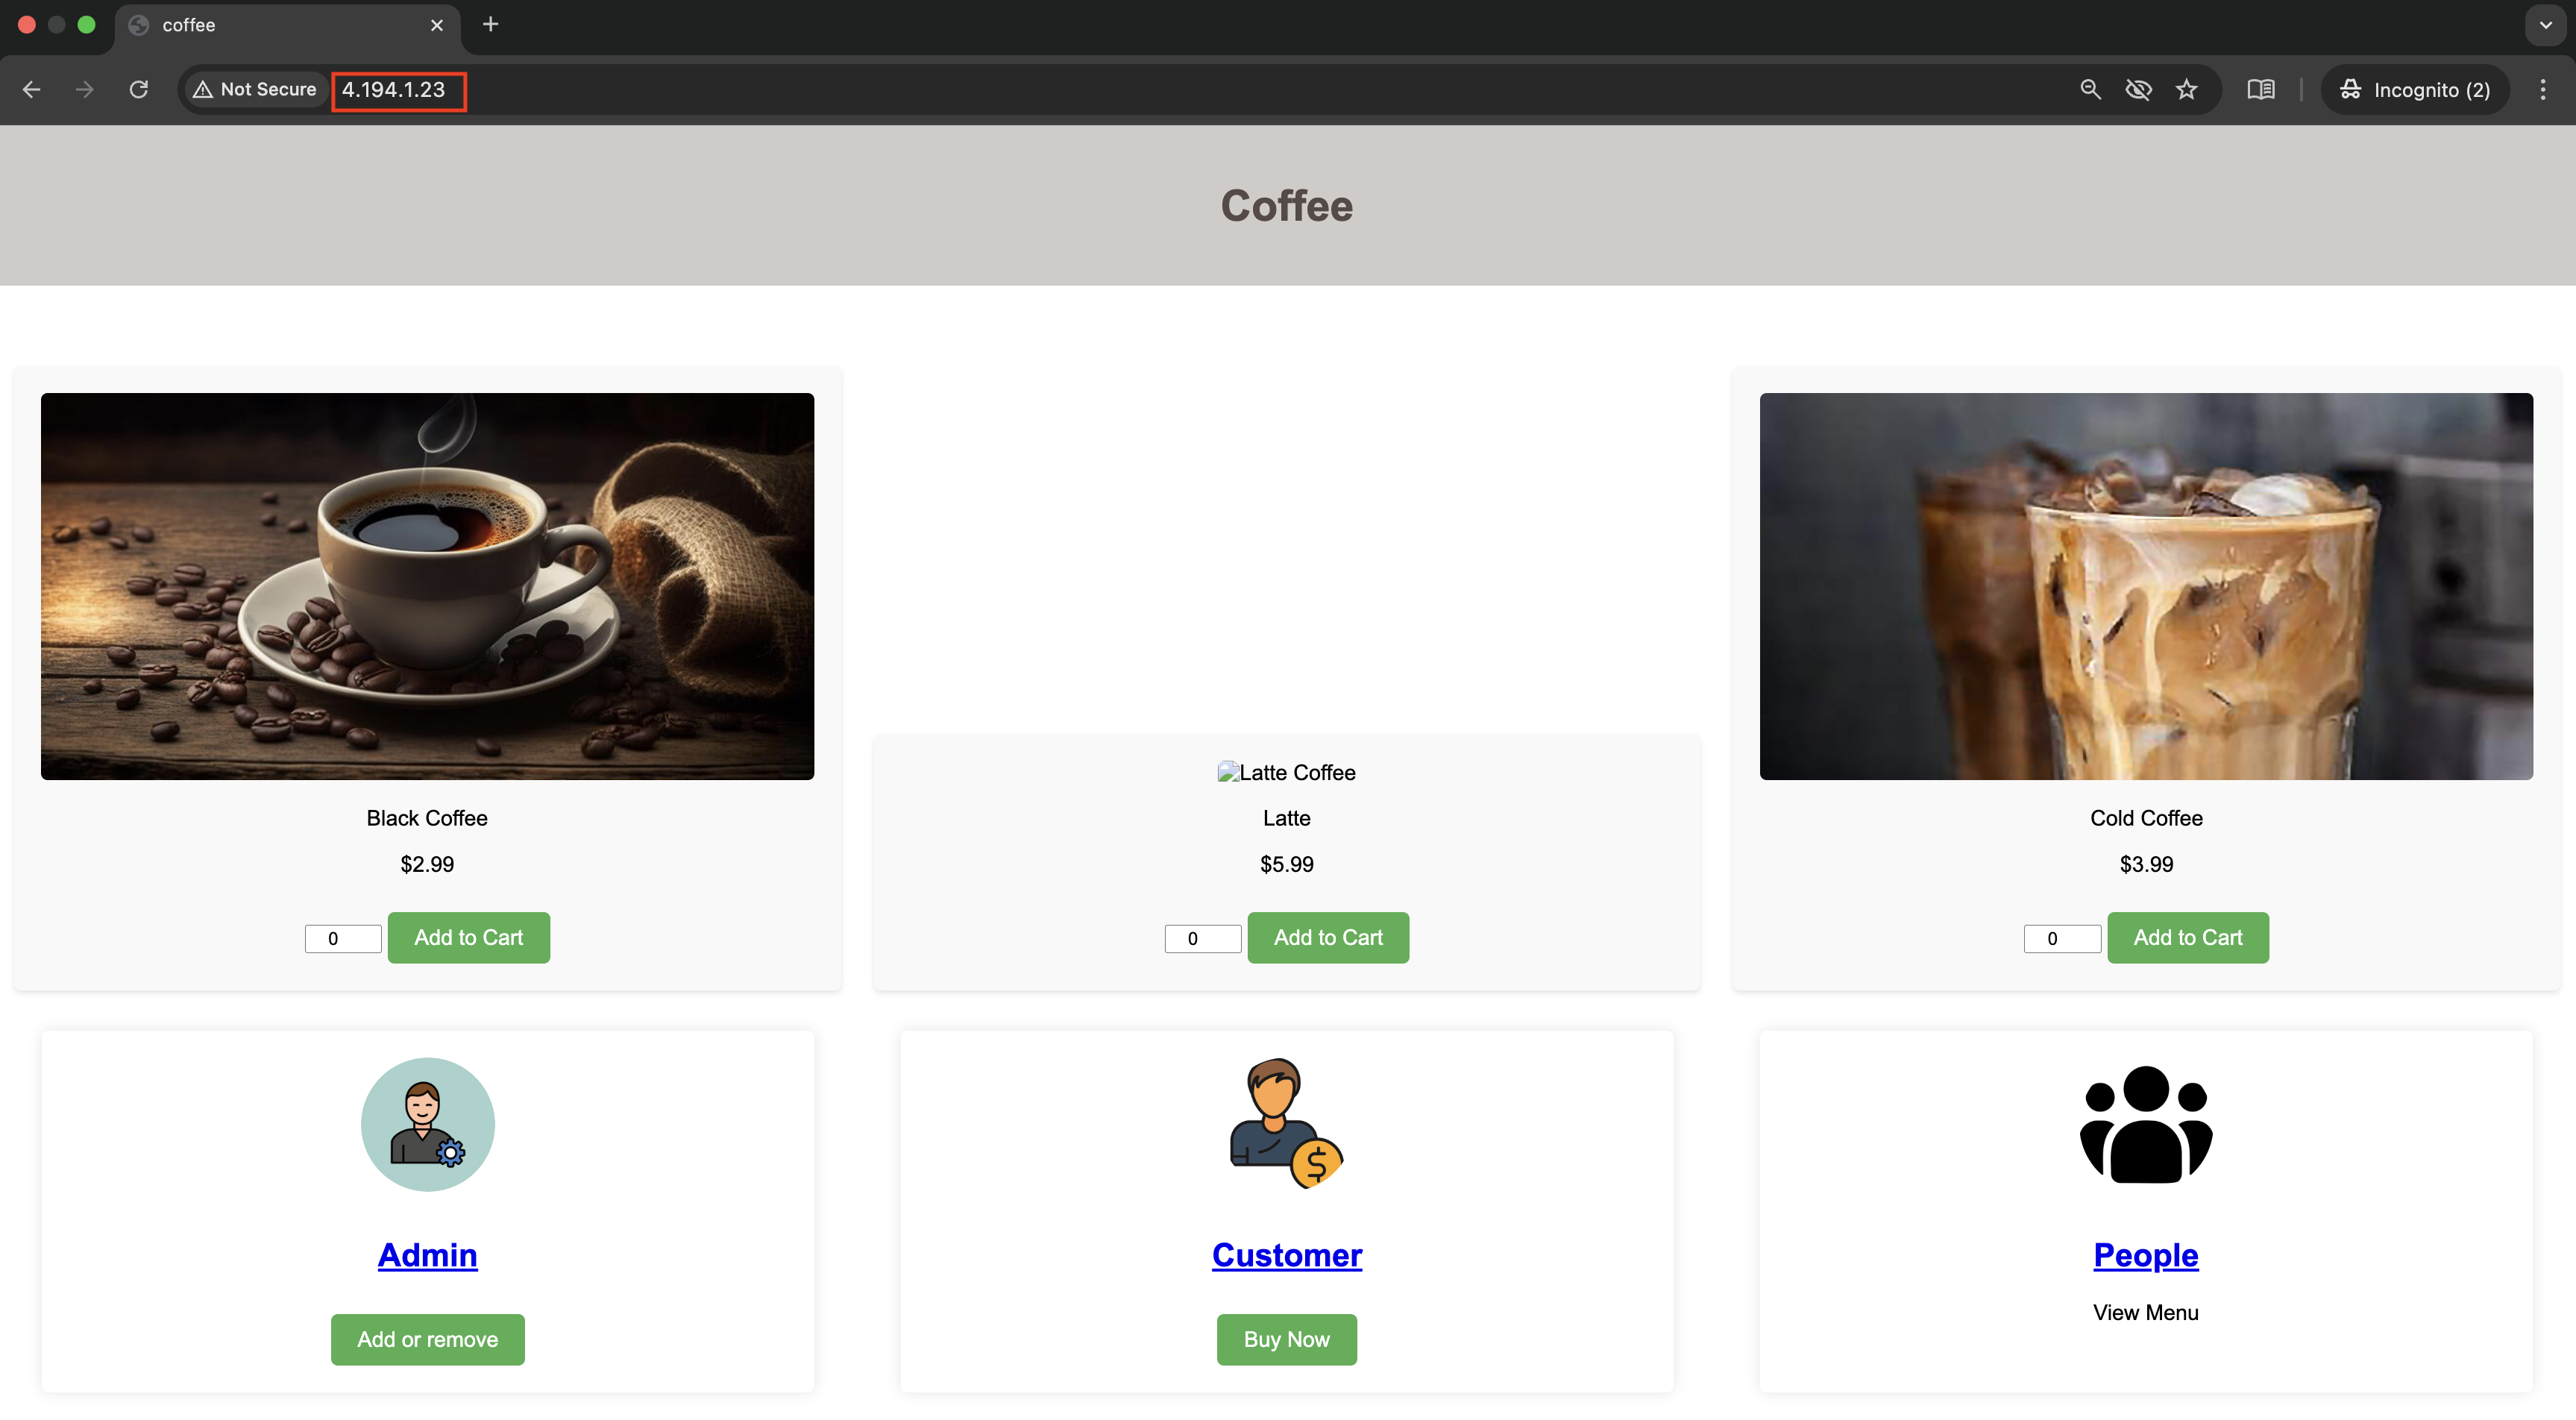 coffee
Not Secure 4.194.1.23
Incognito (2)
Coffee
Latte Coffee
Black Coffee
Latte
Cold Coffee
$2.99
$5.99
$3.99
0 Add to Cart
0 Add to Cart
0 Add to Cart
$
Admin
Customer
People
View Menu
Add or remove
Buy Now